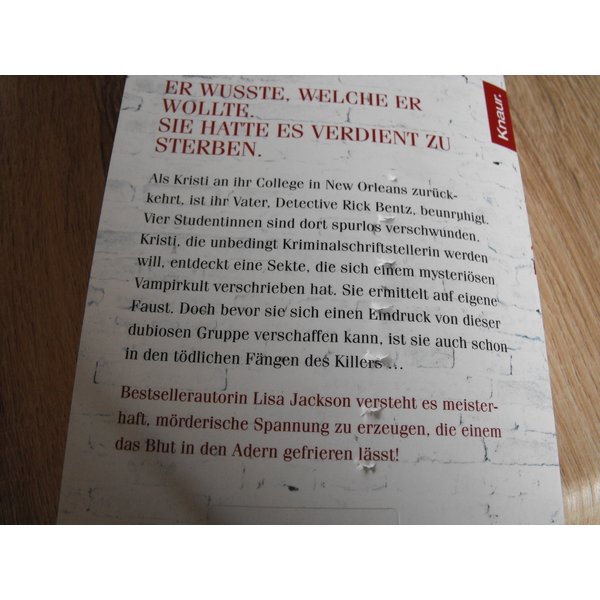 ER WUSSTE, WELCHE ER
WOLLTE.
SIE HATTE ES VERDIENT ZU
STERBEN.
Knaur.
Als Kristi an ihr College in New Orleans zurück-
kehrt, ist ihr Vater, Detective Rick Bentz, beunruhigt.
Vier Studentinnen sind dort spurlos verschwunden.
Kristi, die unbedingt Kriminalschriftstellerin werden
will, entdeckt eine Sekte, die sich einem mysteriösen
Vampirkult verschrieben hat. Sie ermittelt auf eigene
Faust. Doch bevor sie sich einen Eindruck von dieser
dubiosen Gruppe verschaffen kann, ist sie auch schon
in den tödlichen Fängen des Killers ...
Bestsellerautorin Lisa Jackson versteht es meister-
haft, mörderische Spannung zu erzeugen, die einem
das Blut in den Adern gefrieren lässt!